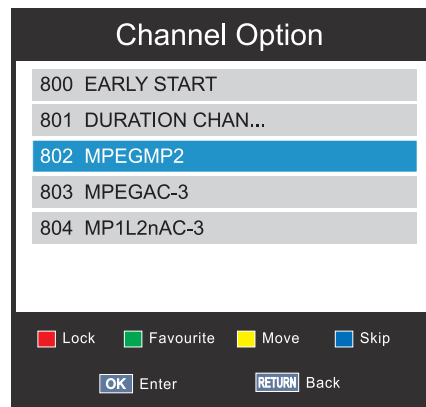 Channel Option
800 EARLY START
801 DURATION CHAN...
802 MPEGMP2
803 MPEGAC-3
804 MP1L2nAC-3
Lock Favourite Move Skip
OK Enter RETURN Back